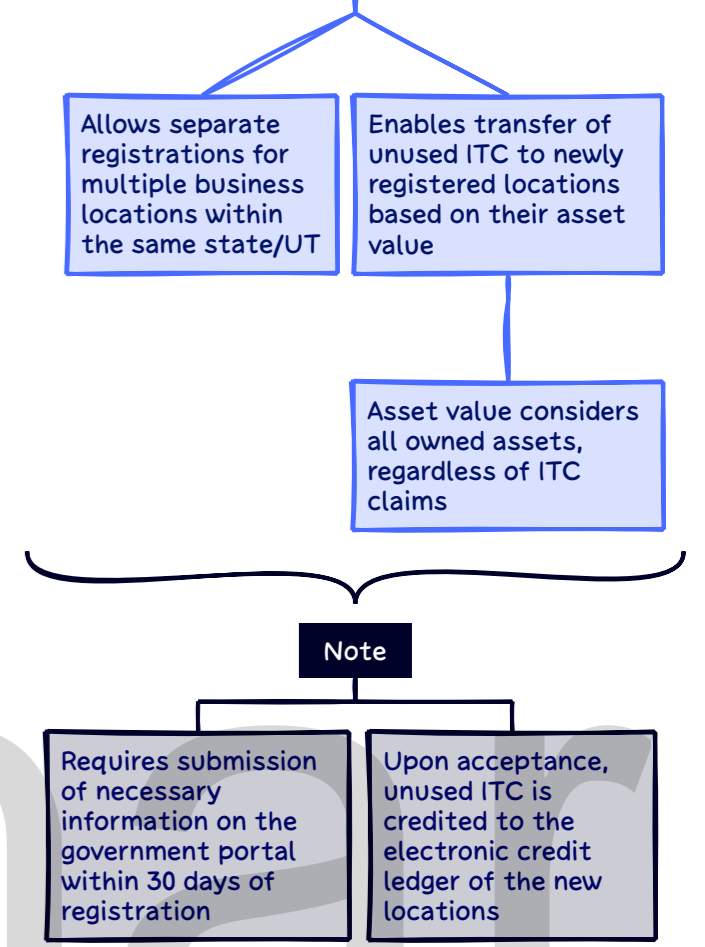 Allows separate
registrations for
multiple business
locations within
the same state/UT
Enables transfer of
unused ITC to newly
registered locations
based on their asset
value
Asset value considers
all owned assets,
regardless of ITC
claims
Note
Requires submission
of necessary
information on the
government portal
within 30 days of
registration
Upon acceptance,
unused ITC is
credited to the
electronic credit
ledger of the new
locations